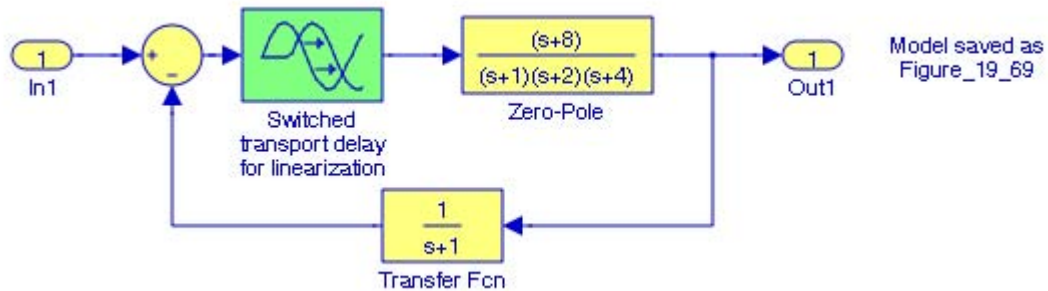 1
In1
+
-
Switched
transport delay
for linearization
(s+8)
(s+1)(s+2)(s+4)
Zero-Pole
1
Out1
Model saved as
Figure_19_69
1
s+1
Transfer Fcn